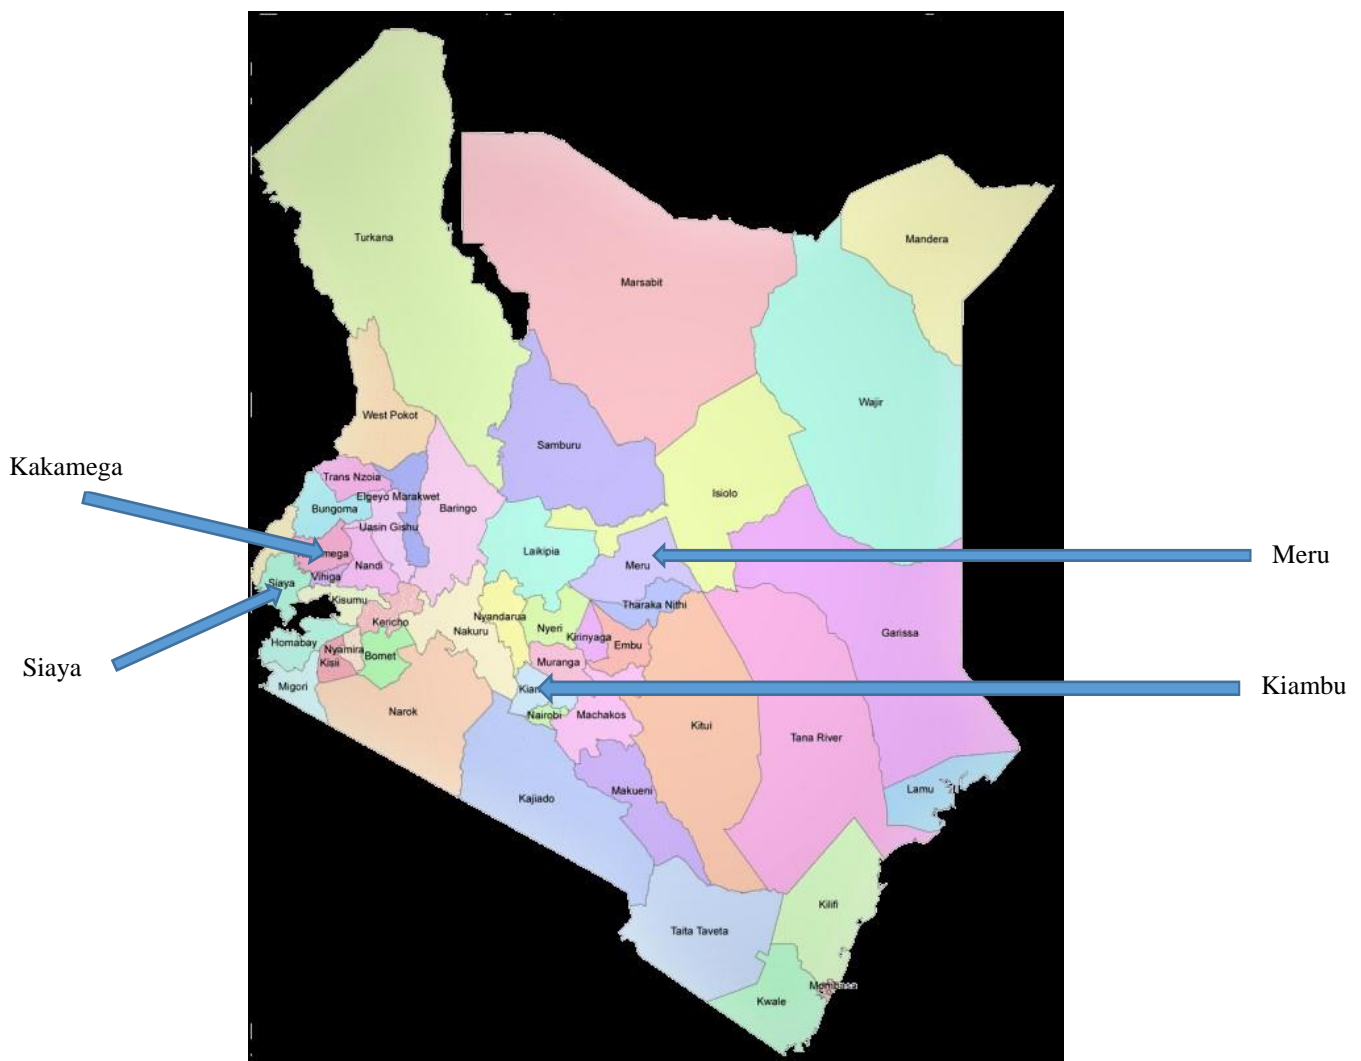 Turkana
Mandera
Marsabit
Wajir
West Pokot
Samburu
Kakamega
Trans Nzoia
Isiolo
Elgeyo Marakwet
Bungoma
Baringo
Uasin Gishu
Laikipia
Meru
Meru
Nandi
Vihiga
Siaya
Kisumu
Tharaka Nithi
Nyandarua
Kericho
Nyeri
Nakuru
Kirinyaga
Garissa
Homabay
Embu
Nyamira
Bomet
Kisii
Muranga
Siaya
Migori
Kiambu
Narok
Nairobi
Machakos
Kitui
Tana River
Makueni
Lamu
Kajiado
Kilifi
Taita Taveta
Mombasa
Kwale